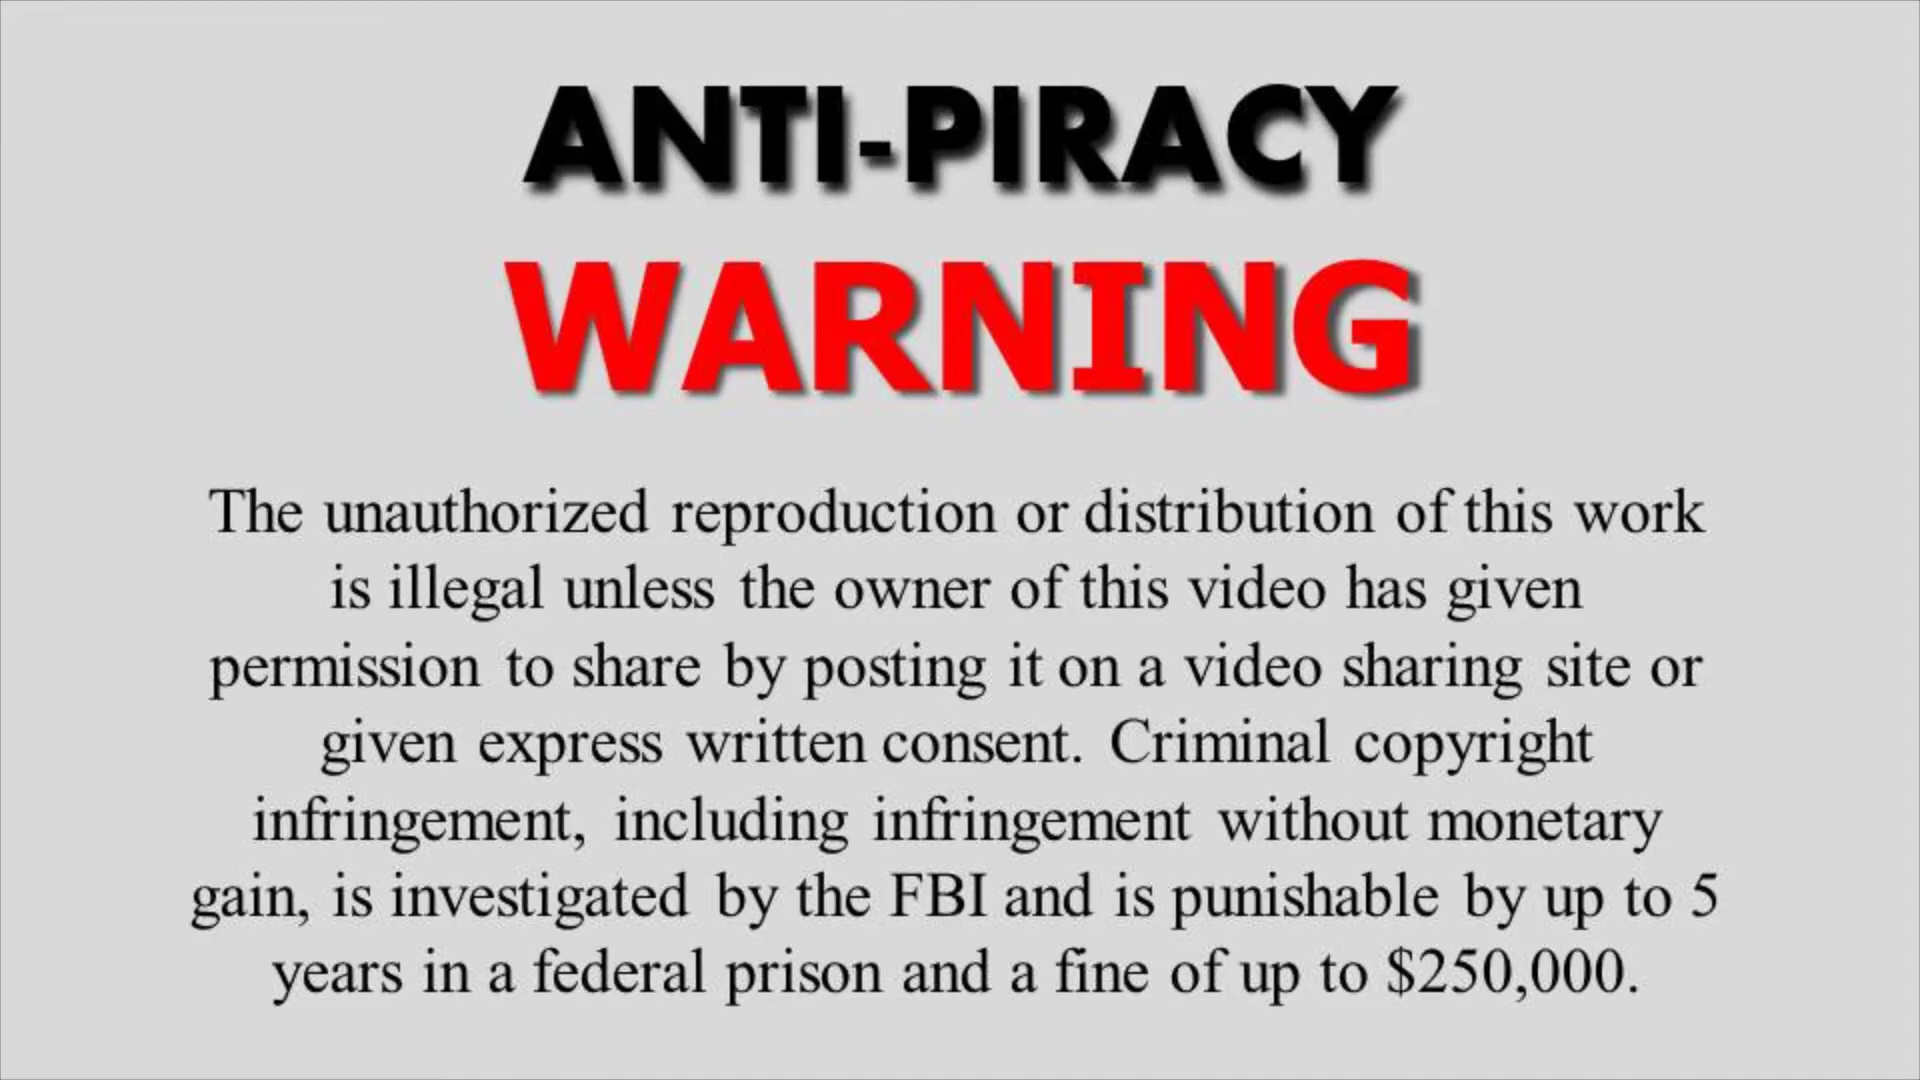 ANTI-PIRACY
WARNING
The unauthorized reproduction or distribution of this work
is illegal unless the owner of this video has given
permission to share by posting it on a video sharing site or
given express written consent. Criminal copyright
infringement, including infringement without monetary
gain, is investigated by the FBI and is punishable by up to 5
years in a federal prison and a fine of up to $250,000.